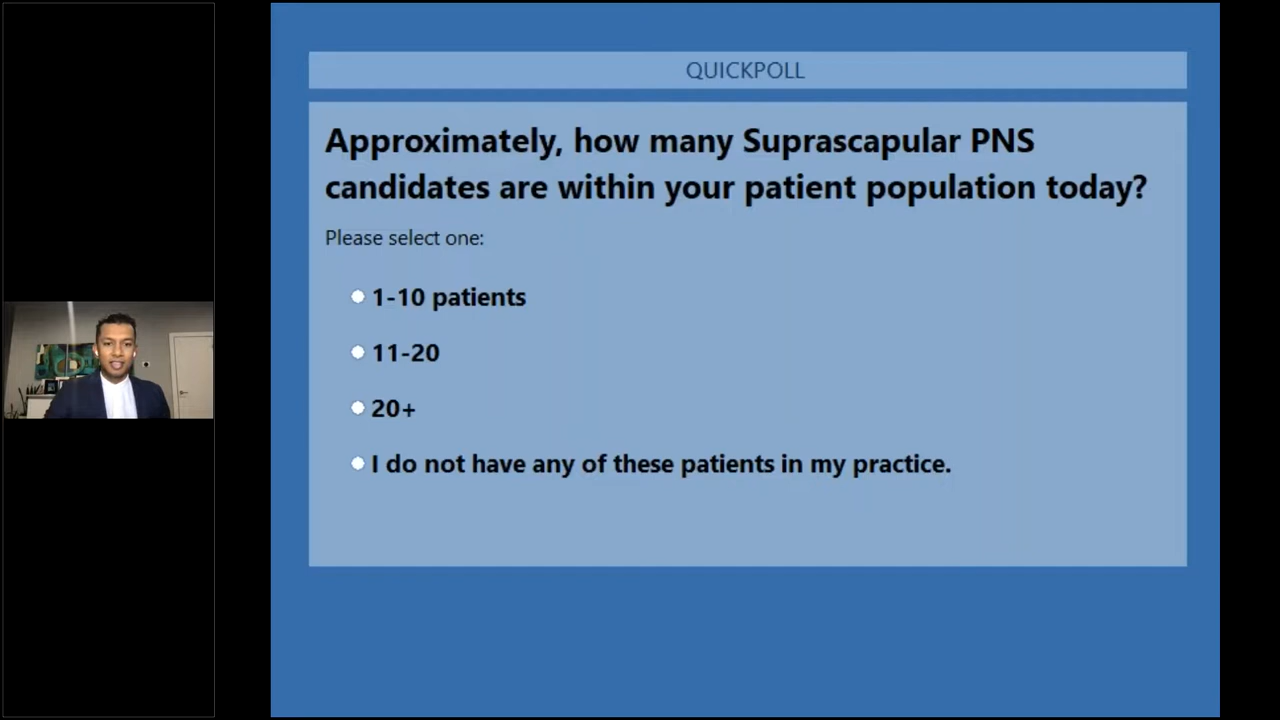 QUICKPOLL
Approximately, how many Suprascapular PNS
candidates are within your patient population today?
Please select one:
1-10 patients
11-20
20+
I do not have any of these patients in my practice.